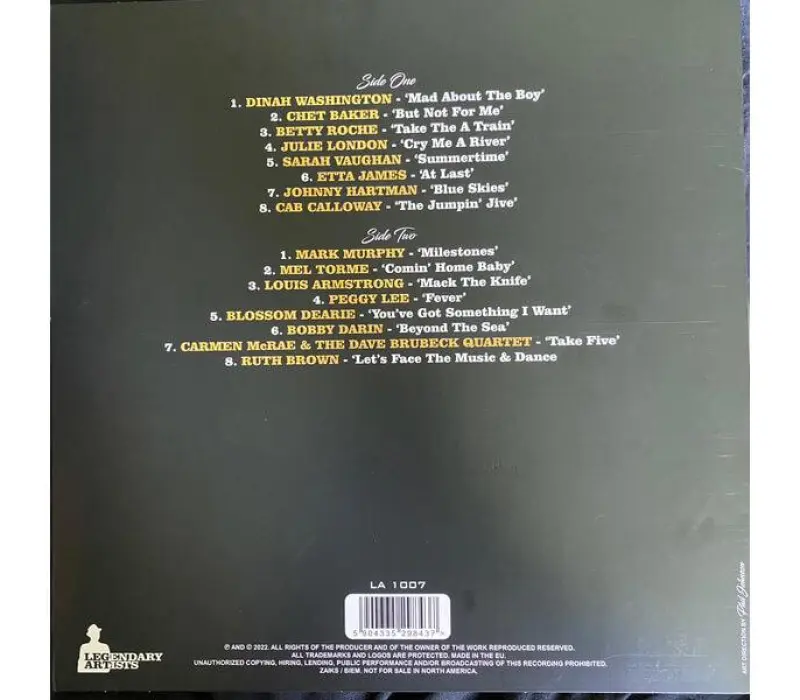 Side One
1. DINAH WASHINGTON - 'Mad About The Boy'
2. CHET BAKER - 'But Not For Me'
3. BETTY ROCHE - 'Take The A Train'
4. JULIE LONDON - 'Cry Me A River'
5. SARAH VAUGHAN - 'Summertime'
6. ETTA JAMES - 'At Last'
7. JOHNNY HARTMAN - 'Blue Skies'
8. CAB CALLOWAY - 'The Jumpin' Jive'
Side Two
1. MARK MURPHY - 'Milestones'
2. MEL TORME - 'Comin' Home Baby'
3. LOUIS ARMSTRONG - 'Mack The Knife'
4. PEGGY LEE - 'Fever'
5. BLOSSOM DEARIE - 'You've Got Something I Want'
6. BOBBY DARIN - 'Beyond The Sea'
7. CARMEN McRAE & THE DAVE BRUBECK QUARTET - 'Take Five'
8. RUTH BROWN - 'Let's Face The Music & Dance
LA 1007
5 904335 298437
LEGENDARY
ARTISTS
℗ AND © 2022. ALL RIGHTS OF THE PRODUCER AND OF THE OWNER OF THE WORK REPRODUCED RESERVED.
ALL TRADEMARKS AND LOGOS ARE PROTECTED. MADE IN THE EU.
UNAUTHORIZED COPYING, HIRING, LENDING, PUBLIC PERFORMANCE AND/OR BROADCASTING OF THIS RECORDING PROHIBITED.
ZAIKS / BIEM. NOT FOR SALE IN NORTH AMERICA.
ART DIRECTION BY Phil Johnson